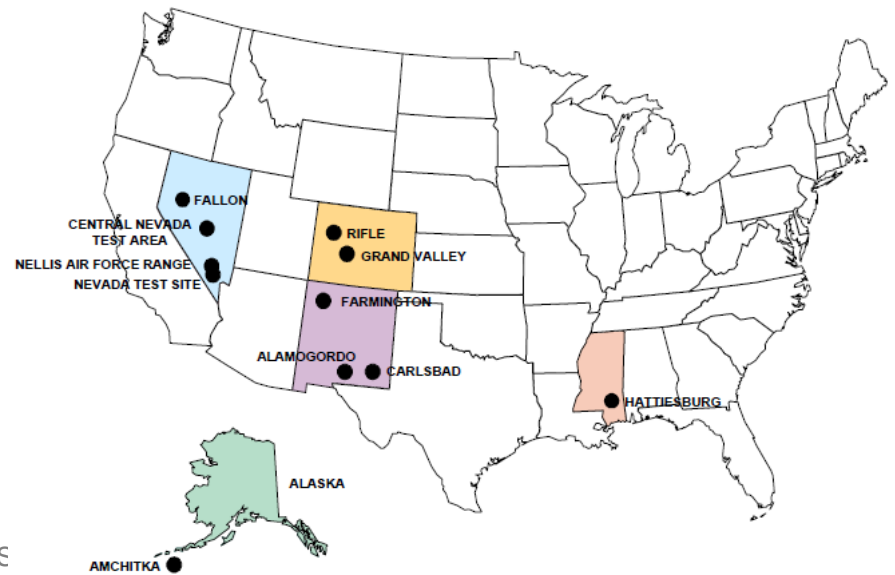 FALLON
CENTRAL NEVADA
TEST AREA
NELLIS AIR FORCE RANGE
NEVADA TEST SITE
RIFLE
GRAND VALLEY
FARMINGTON
ALAMOGORDO
CARLSBAD
HATTIESBURG
ALASKA
AMCHITKA